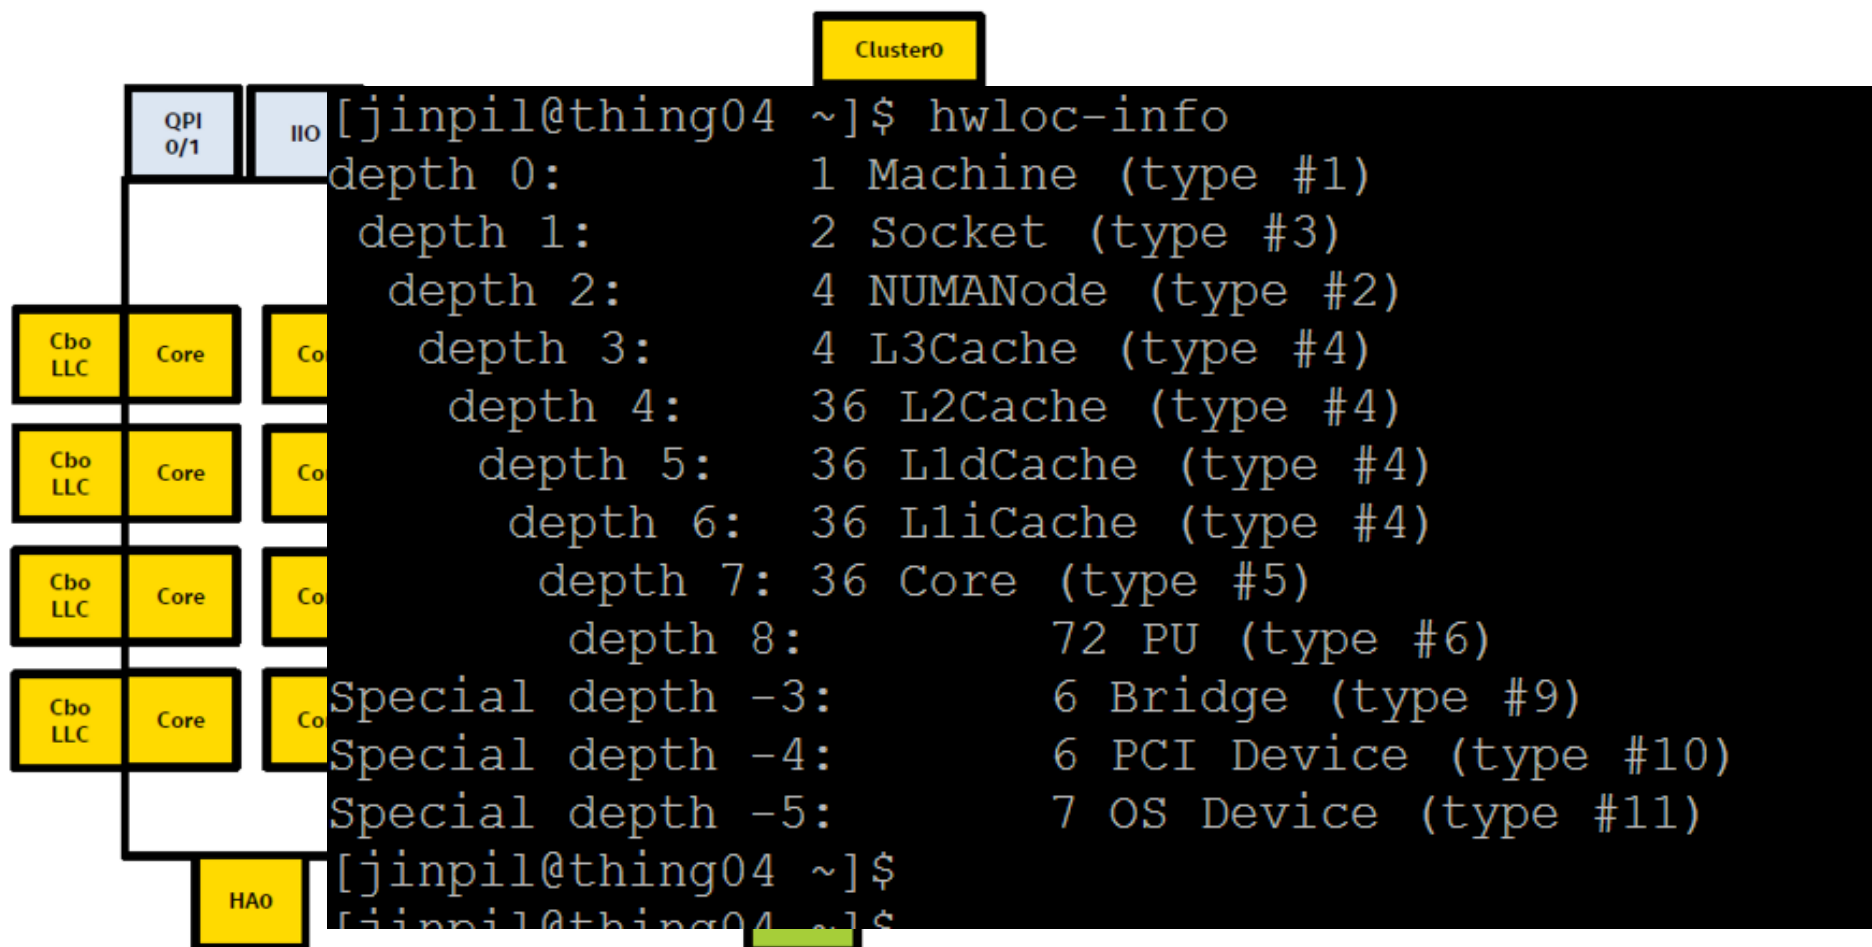 Cluster0
QPI
0/1
IIO
Cbo
LLC
Core
Cbo
LLC
Core
Cbo
LLC
Core
Cbo
LLC
Core
HA0
[jinpil@thing04 ~]$ hwloc-info
depth 0: 1 Machine (type #1)
depth 1: 2 Socket (type #3)
depth 2: 4 NUMANode (type #2)
depth 3: 4 L3Cache (type #4)
depth 4: 36 L2Cache (type #4)
depth 5: 36 L1dCache (type #4)
depth 6: 36 L1iCache (type #4)
depth 7: 36 Core (type #5)
depth 8: 72 PU (type #6)
Special depth -3: 6 Bridge (type #9)
Special depth -4: 6 PCI Device (type #10)
Special depth -5: 7 OS Device (type #11)
[jinpil@thing04 ~]$
[jinpil@thing04 ~]$